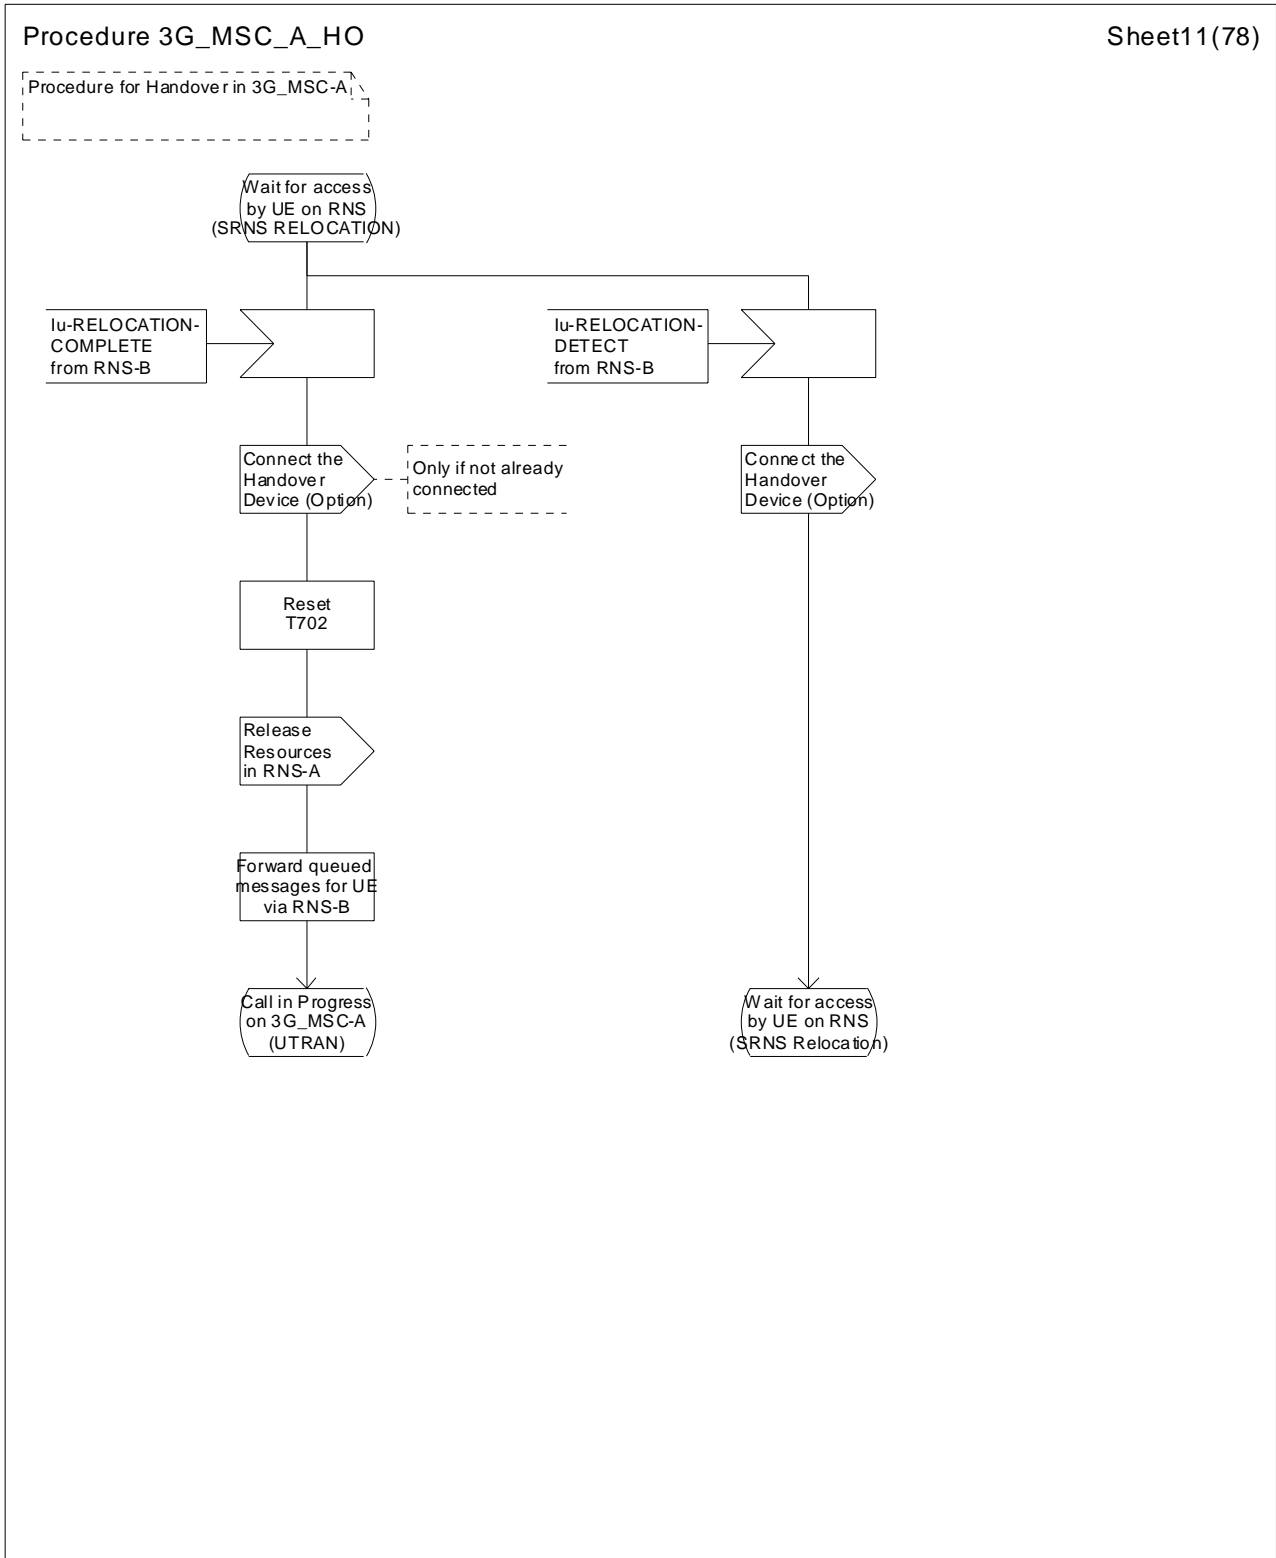 Procedure 3G_MSC_A_HO
Sheet11(78)
Procedure for Handover in 3G_MSC-A
Wait for access
by UE on RNS
(SRNS RELOCATION)
Iu-RELOCATION-
COMPLETE
from RNS-B
Iu-RELOCATION-
DETECT
from RNS-B
Connect the
Handover
Device (Option)
Only if not already
connected
Connect the
Handover
Device (Option)
Reset
T702
Release
Resources
in RNS-A
Forward queued
messages for UE
via RNS-B
Call in Progress
on 3G_MSC-A
(UTRAN)
Wait for access
by UE on RNS
(SRNS Relocation)